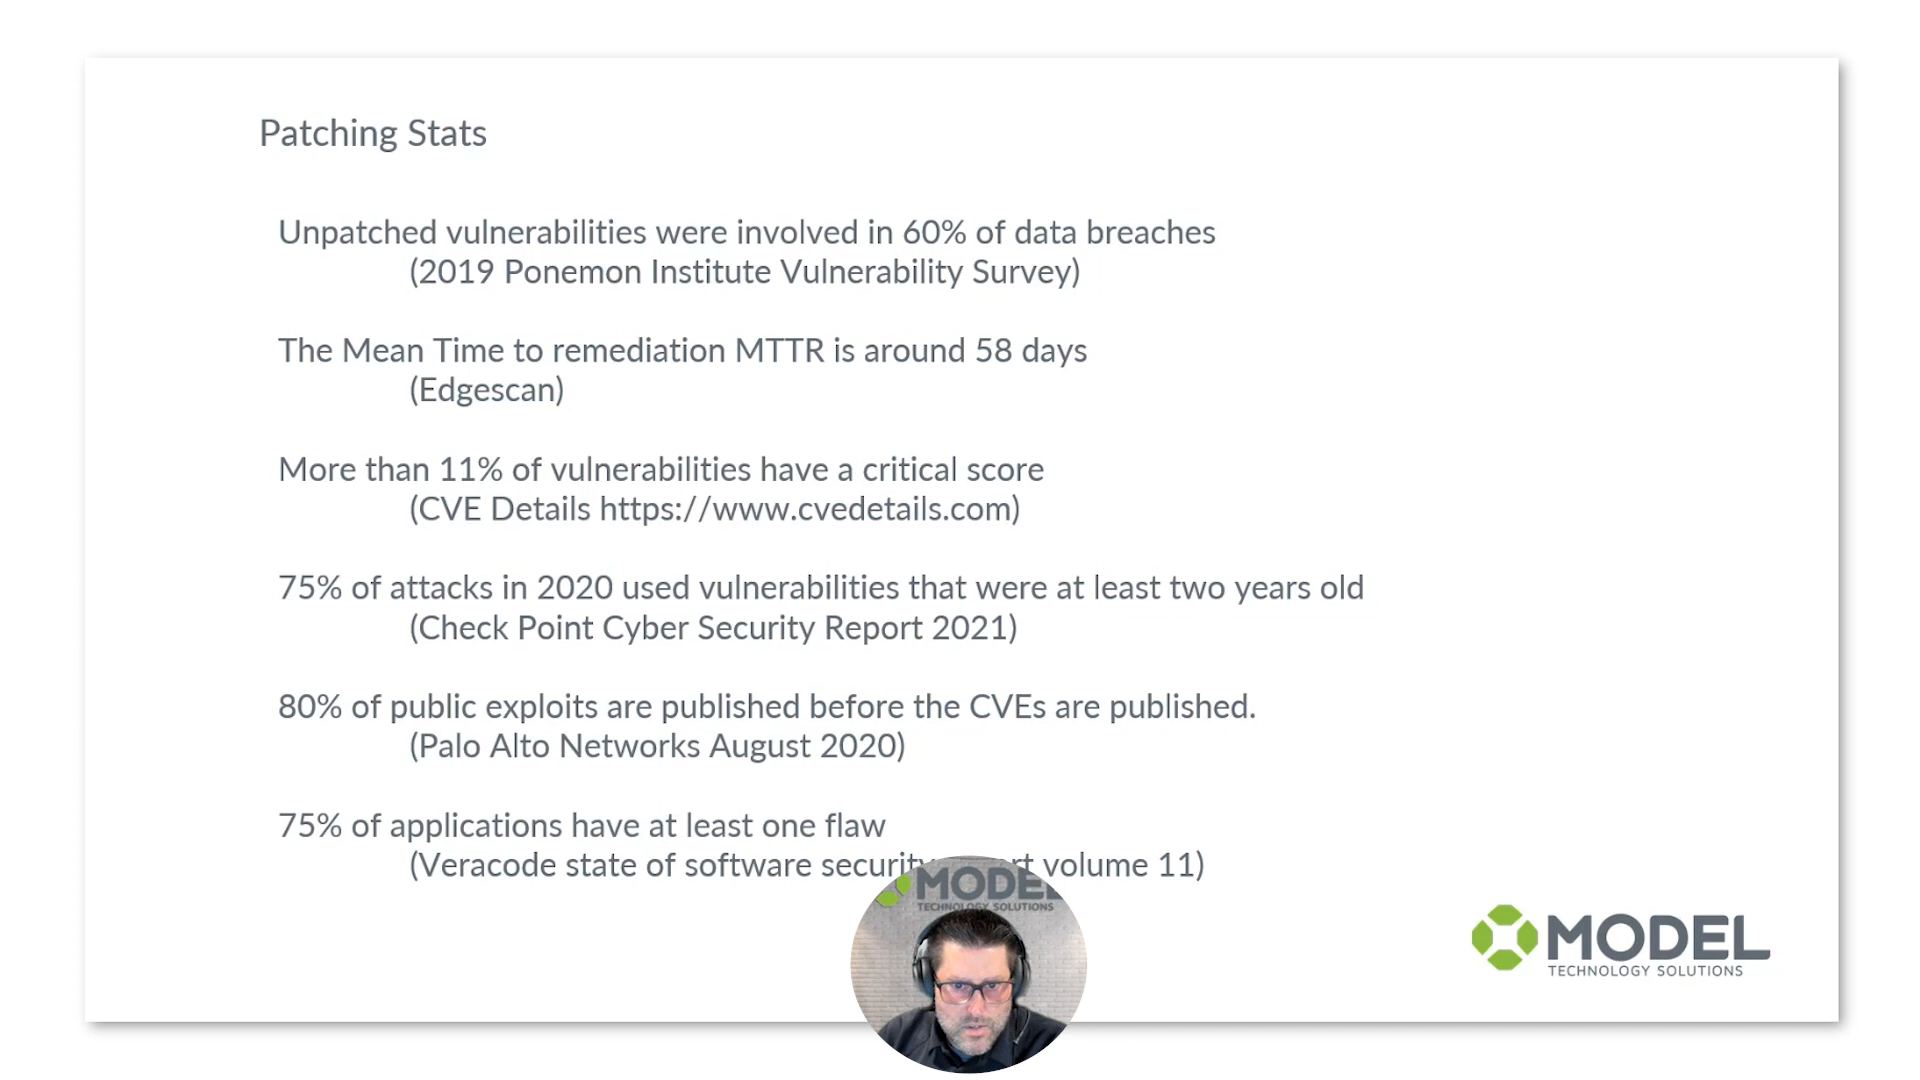 Patching Stats
Unpatched vulnerabilities were involved in 60% of data breaches
(2019 Ponemon Institute Vulnerability Survey)
The Mean Time to remediation MTTR is around 58 days
(Edgescan)
More than 11% of vulnerabilities have a critical score
(CVE Details https://www.cvedetails.com)
75% of attacks in 2020 used vulnerabilities that were at least two years old
(Check Point Cyber Security Report 2021)
80% of public exploits are published before the CVEs are published.
(Palo Alto Networks August 2020)
75% of applications have at least one flaw
(Veracode state of software security volume 11)
MODEL
TECHNOLOGY SOLUTIONS
MODEL
TECHNOLOGY SOLUTIONS